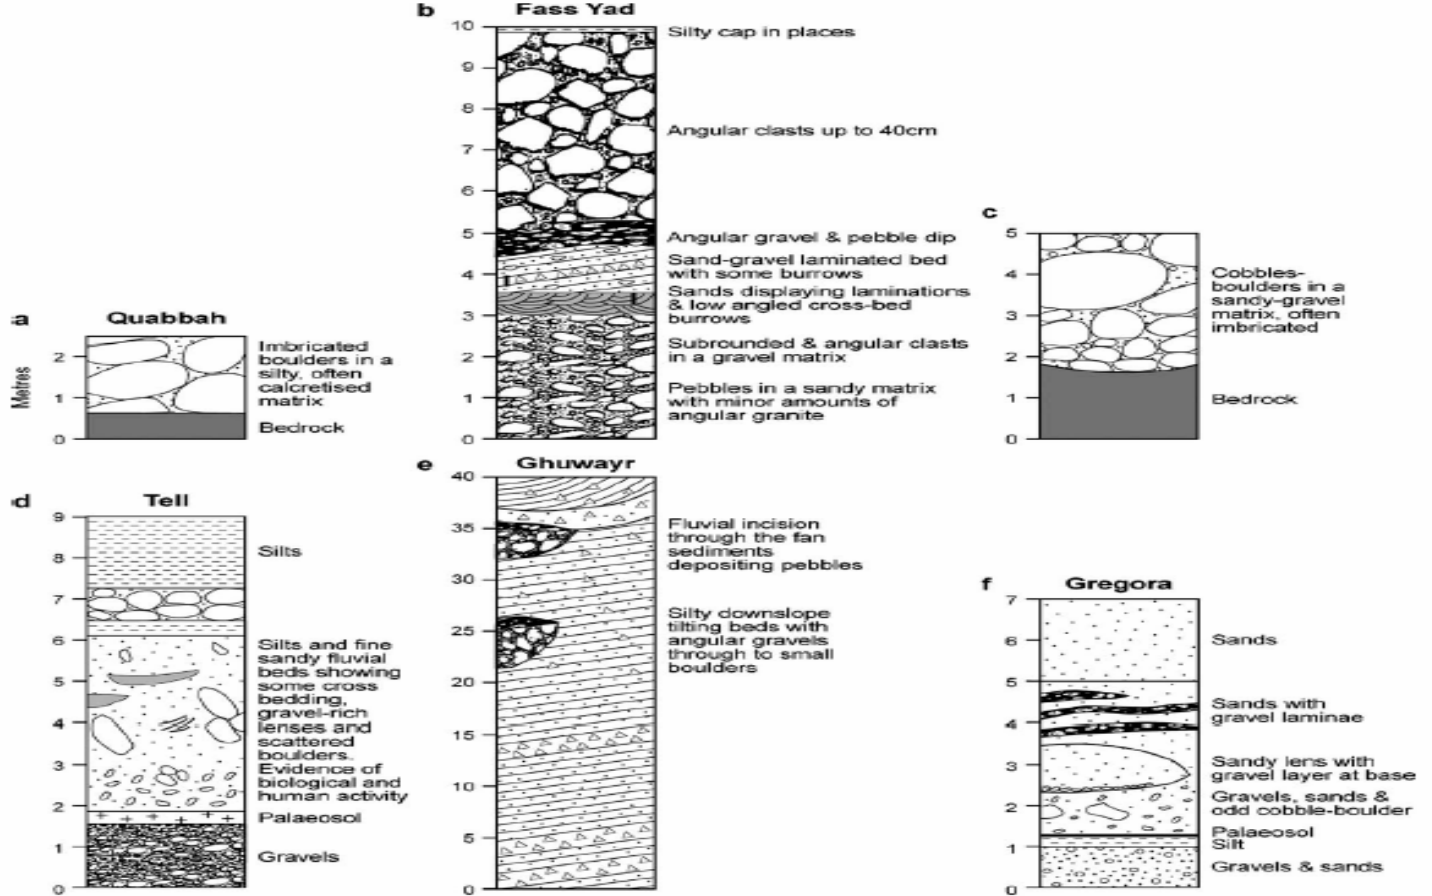 b Fass Yad
10
9
8
7
6
5
4
3
2
1
0
Silty cap in places
Angular clasts up to 40cm
Angular gravel & pebble dip
Sand-gravel laminated bed
with some burrows
Sands displaying laminations
& low angled cross-bed
burrows
Subrounded & angular clasts
in a gravel matrix
Pebbles in a sandy matrix
with minor amounts of
angular granite
a Quabbah
Metres
2
1
0
Imbricated
boulders in a
silty, often
calcretised
matrix
Bedrock
c
5
4
3
2
1
0
Cobbles-
boulders in a
sandy-gravel
matrix, often
imbricated
Bedrock
d Tell
9
8
7
6
5
4
3
2
1
0
Silts
Silts and fine
sandy fluvial
beds showing
some cross
bedding,
gravel-rich
lenses and
scattered
boulders.
Evidence of
biological and
human activity
Palaeosol
Gravels
e Ghuwayr
40
35
30
25
20
15
10
5
0
Fluvial incision
through the fan
sediments
depositing pebbles
Silty downslope
tilting beds with
angular gravels
through to small
boulders
f Gregora
7
6
5
4
3
2
1
0
Sands
Sands with
gravel laminae
Sandy lens with
gravel layer at base
Gravels, sands &
odd cobble-boulder
Palaeosol
Silt
Gravels & sands